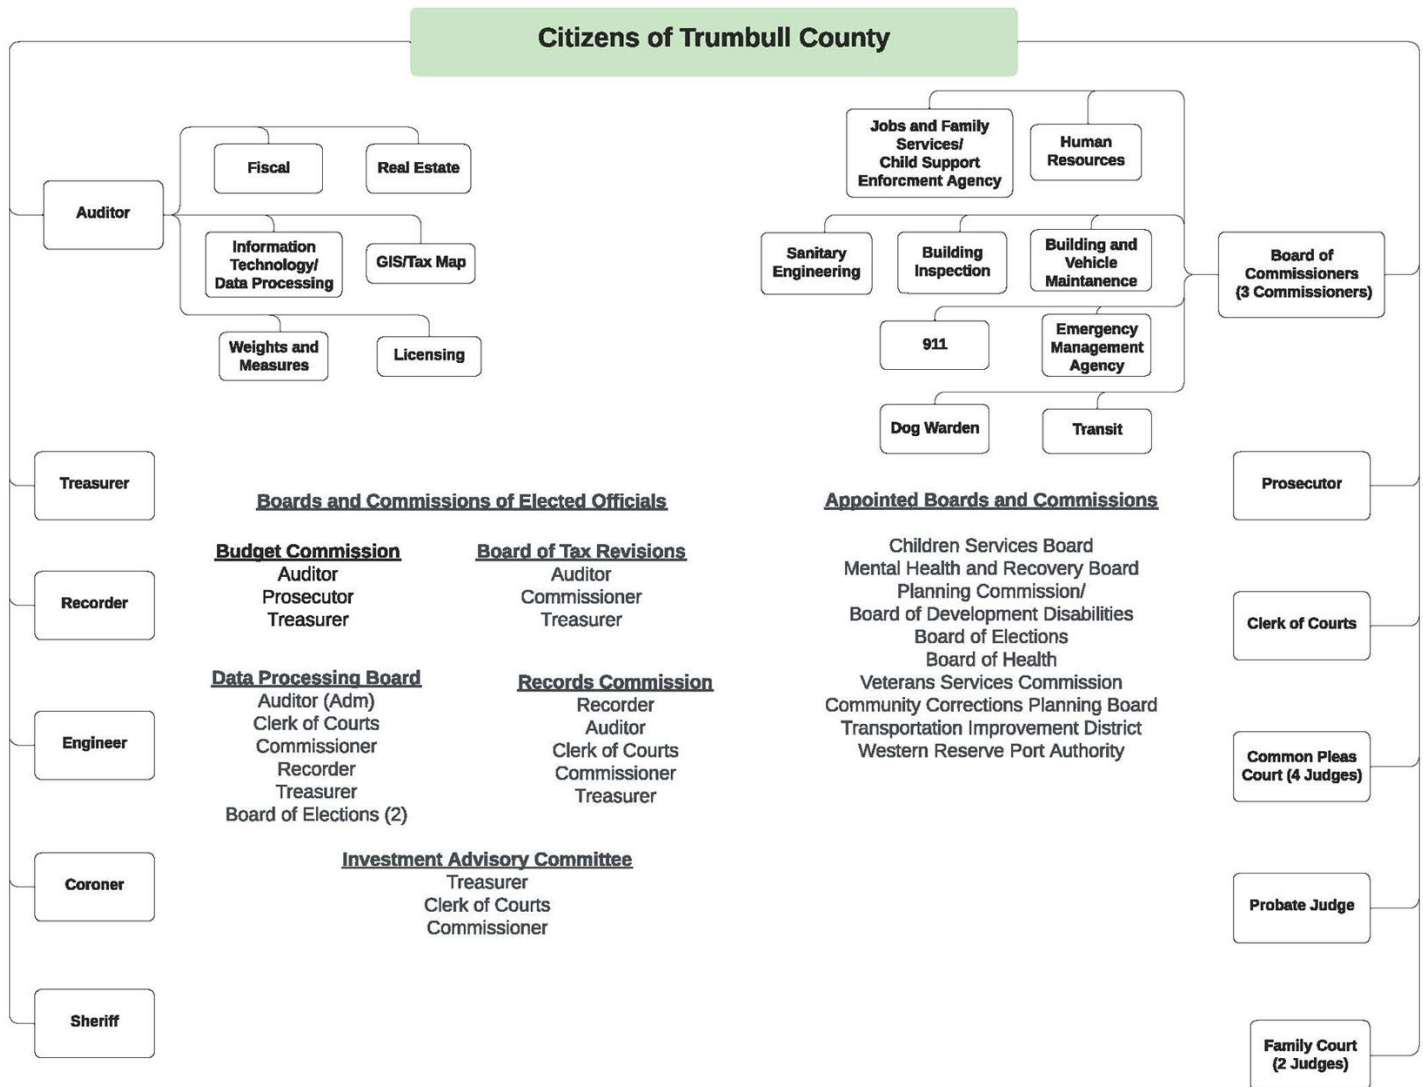 Citizens of Trumbull County
Auditor
Fiscal
Real Estate
Information
Technology/
Data Processing
GIS/Tax Map
Weights and
Measures
Licensing
Jobs and Family
Services/
Child Support
Enforcment Agency
Human
Resources
Sanitary
Engineering
Building
Inspection
Building and
Vehicle
Maintanence
911
Emergency
Management
Agency
Dog Warden
Transit
Board of
Commissioners
(3 Commissioners)
Treasurer
Recorder
Engineer
Coroner
Sheriff
Boards and Commissions of Elected Officials
Budget Commission
Auditor
Prosecutor
Treasurer
Board of Tax Revisions
Auditor
Commissioner
Treasurer
Data Processing Board
Auditor (Adm)
Clerk of Courts
Commissioner
Recorder
Treasurer
Board of Elections (2)
Records Commission
Recorder
Auditor
Clerk of Courts
Commissioner
Treasurer
Investment Advisory Committee
Treasurer
Clerk of Courts
Commissioner
Appointed Boards and Commissions
Children Services Board
Mental Health and Recovery Board
Planning Commission/
Board of Development Disabilities
Board of Elections
Board of Health
Veterans Services Commission
Community Corrections Planning Board
Transportation Improvement District
Western Reserve Port Authority
Prosecutor
Clerk of Courts
Common Pleas
Court (4 Judges)
Probate Judge
Family Court
(2 Judges)